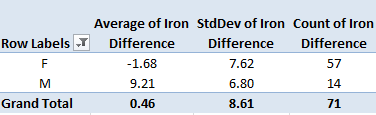 Average of Iron StdDev of Iron Count of Iron
Row Labels Difference Difference Difference
F -1.68 7.62 57
M 9.21 6.80 14
Grand Total 0.46 8.61 71